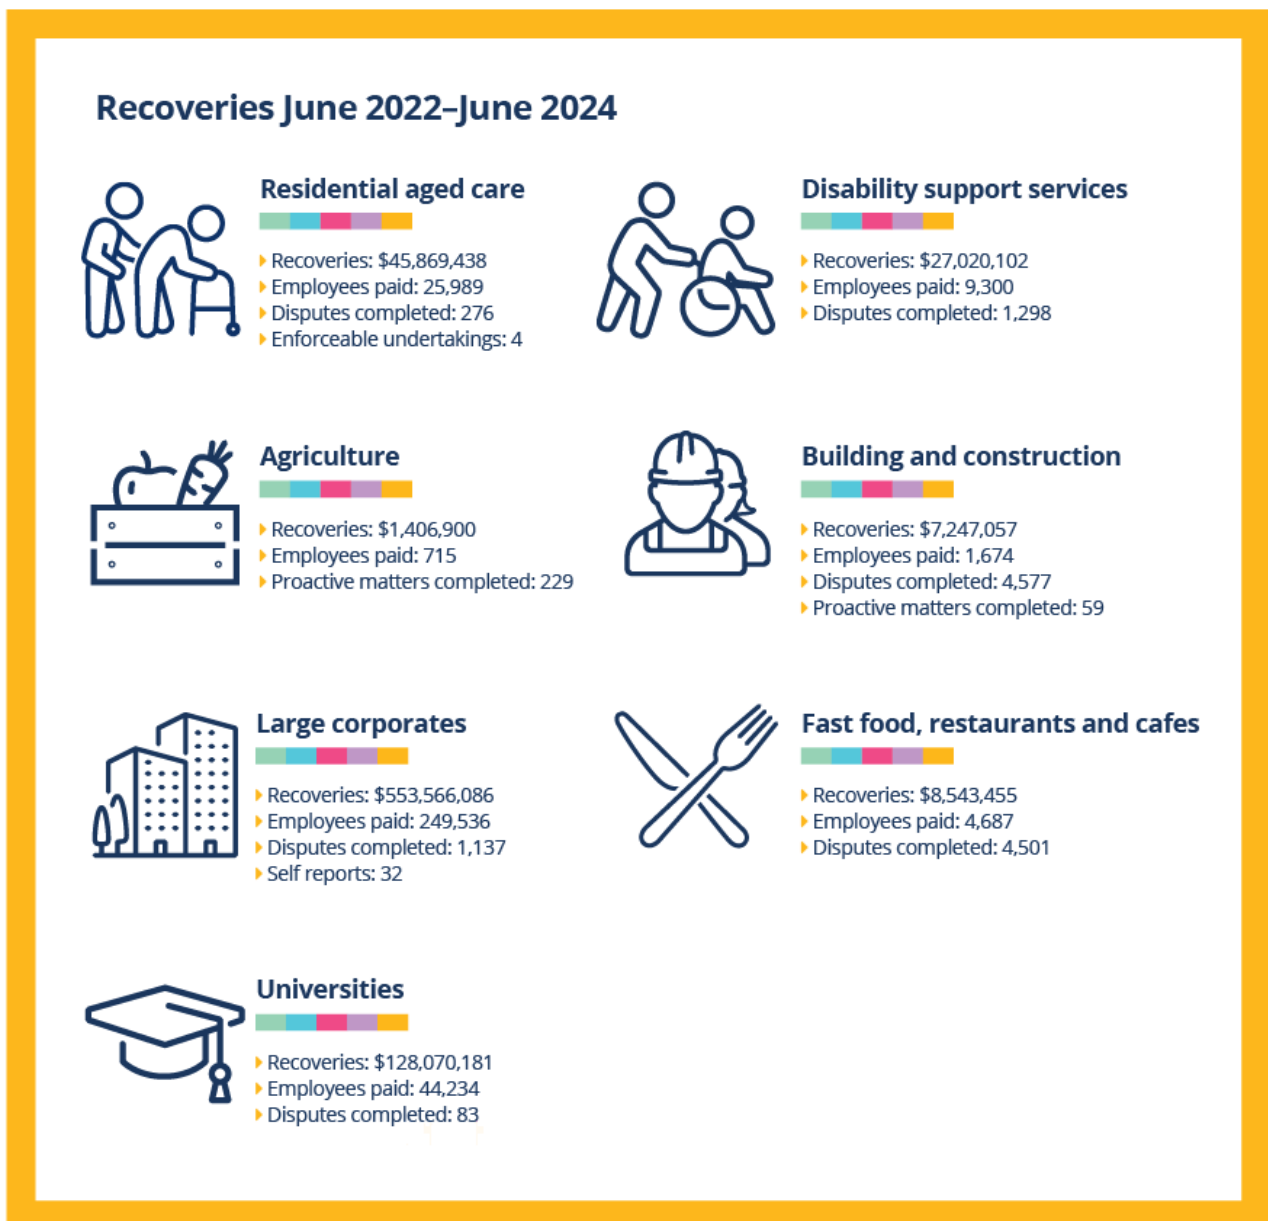 Recoveries June 2022–June 2024
Residential aged care
Recoveries: $45,869,438
Employees paid: 25,989
Disputes completed: 276
Enforceable undertakings: 4
Disability support services
Recoveries: $27,020,102
Employees paid: 9,300
Disputes completed: 1,298
Agriculture
Recoveries: $1,406,900
Employees paid: 715
Proactive matters completed: 229
Building and construction
Recoveries: $7,247,057
Employees paid: 1,674
Disputes completed: 4,577
Proactive matters completed: 59
Large corporates
Recoveries: $553,566,086
Employees paid: 249,536
Disputes completed: 1,137
Self reports: 32
Fast food, restaurants and cafes
Recoveries: $8,543,455
Employees paid: 4,687
Disputes completed: 4,501
Universities
Recoveries: $128,070,181
Employees paid: 44,234
Disputes completed: 83